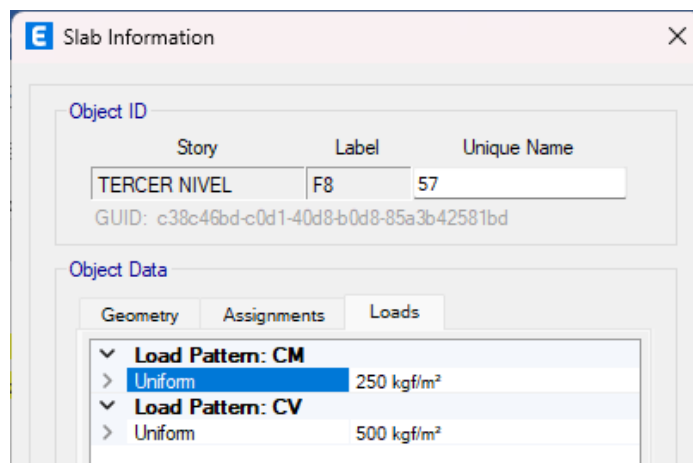 E Slab Information
Object ID
Story Label Unique Name
TERCER NIVEL F8 57
GUID: c38c46bd-c0d1-40d8-b0d8-85a3b42581bd
Object Data
Geometry Assignments Loads
Load Pattern: CM
Uniform 250 kgf/m²
Load Pattern: CV
Uniform 500 kgf/m²